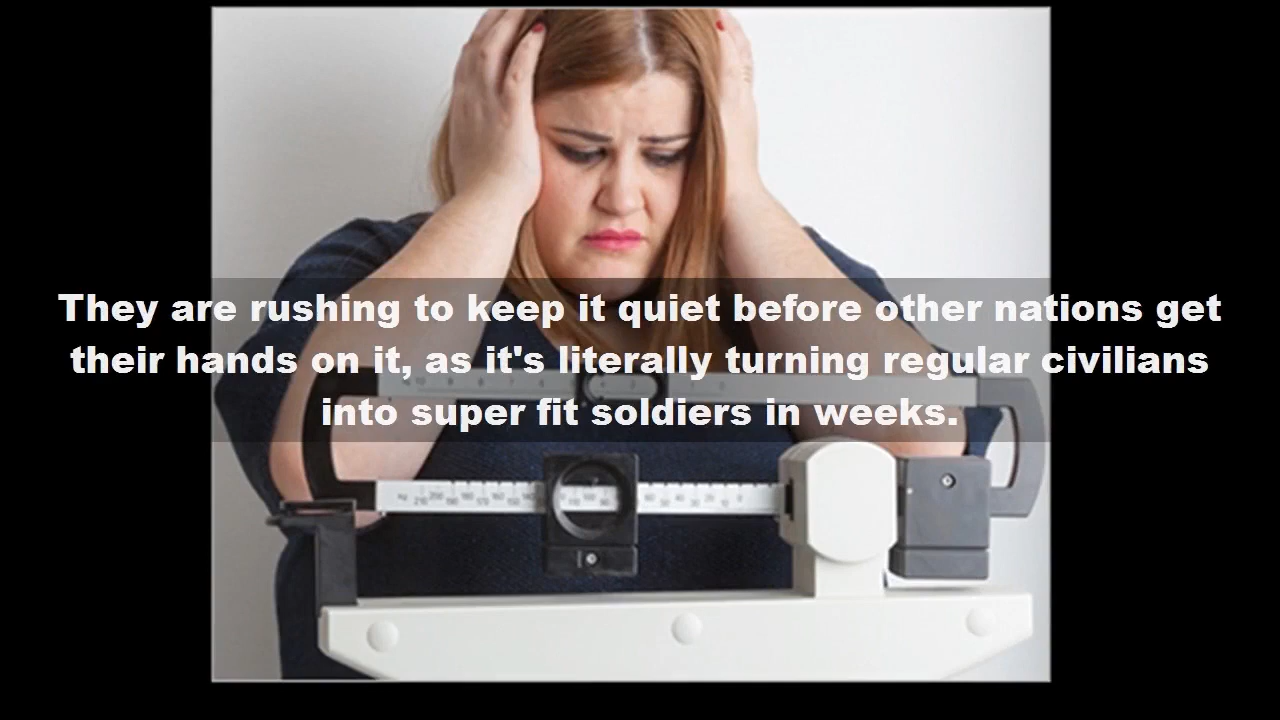 They are rushing to keep it quiet before other nations get
their hands on it, as it's literally turning regular civilians
into super fit soldiers in weeks.